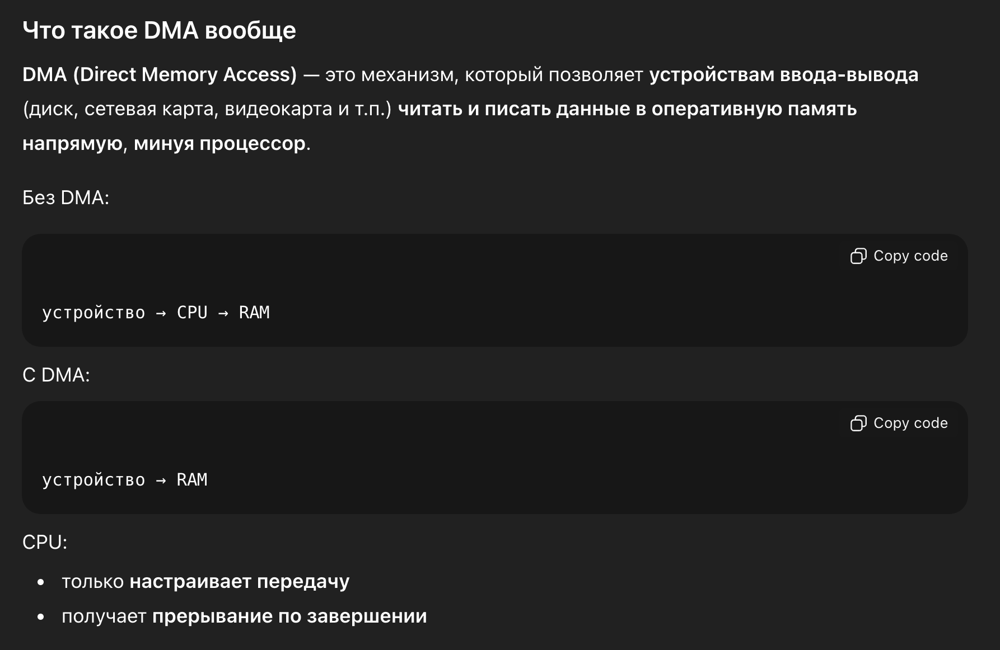 Что такое DMA вообще
DMA (Direct Memory Access) — это механизм, который позволяет устройствам ввода-вывода
(диск, сетевая карта, видеокарта и т.п.) читать и писать данные в оперативную память
напрямую, минуя процессор.
Без DMA:
Copy code
устройство → CPU → RAM
С DMA:
Copy code
устройство → RAM
CPU:
• только настраивает передачу
• получает прерывание по завершении